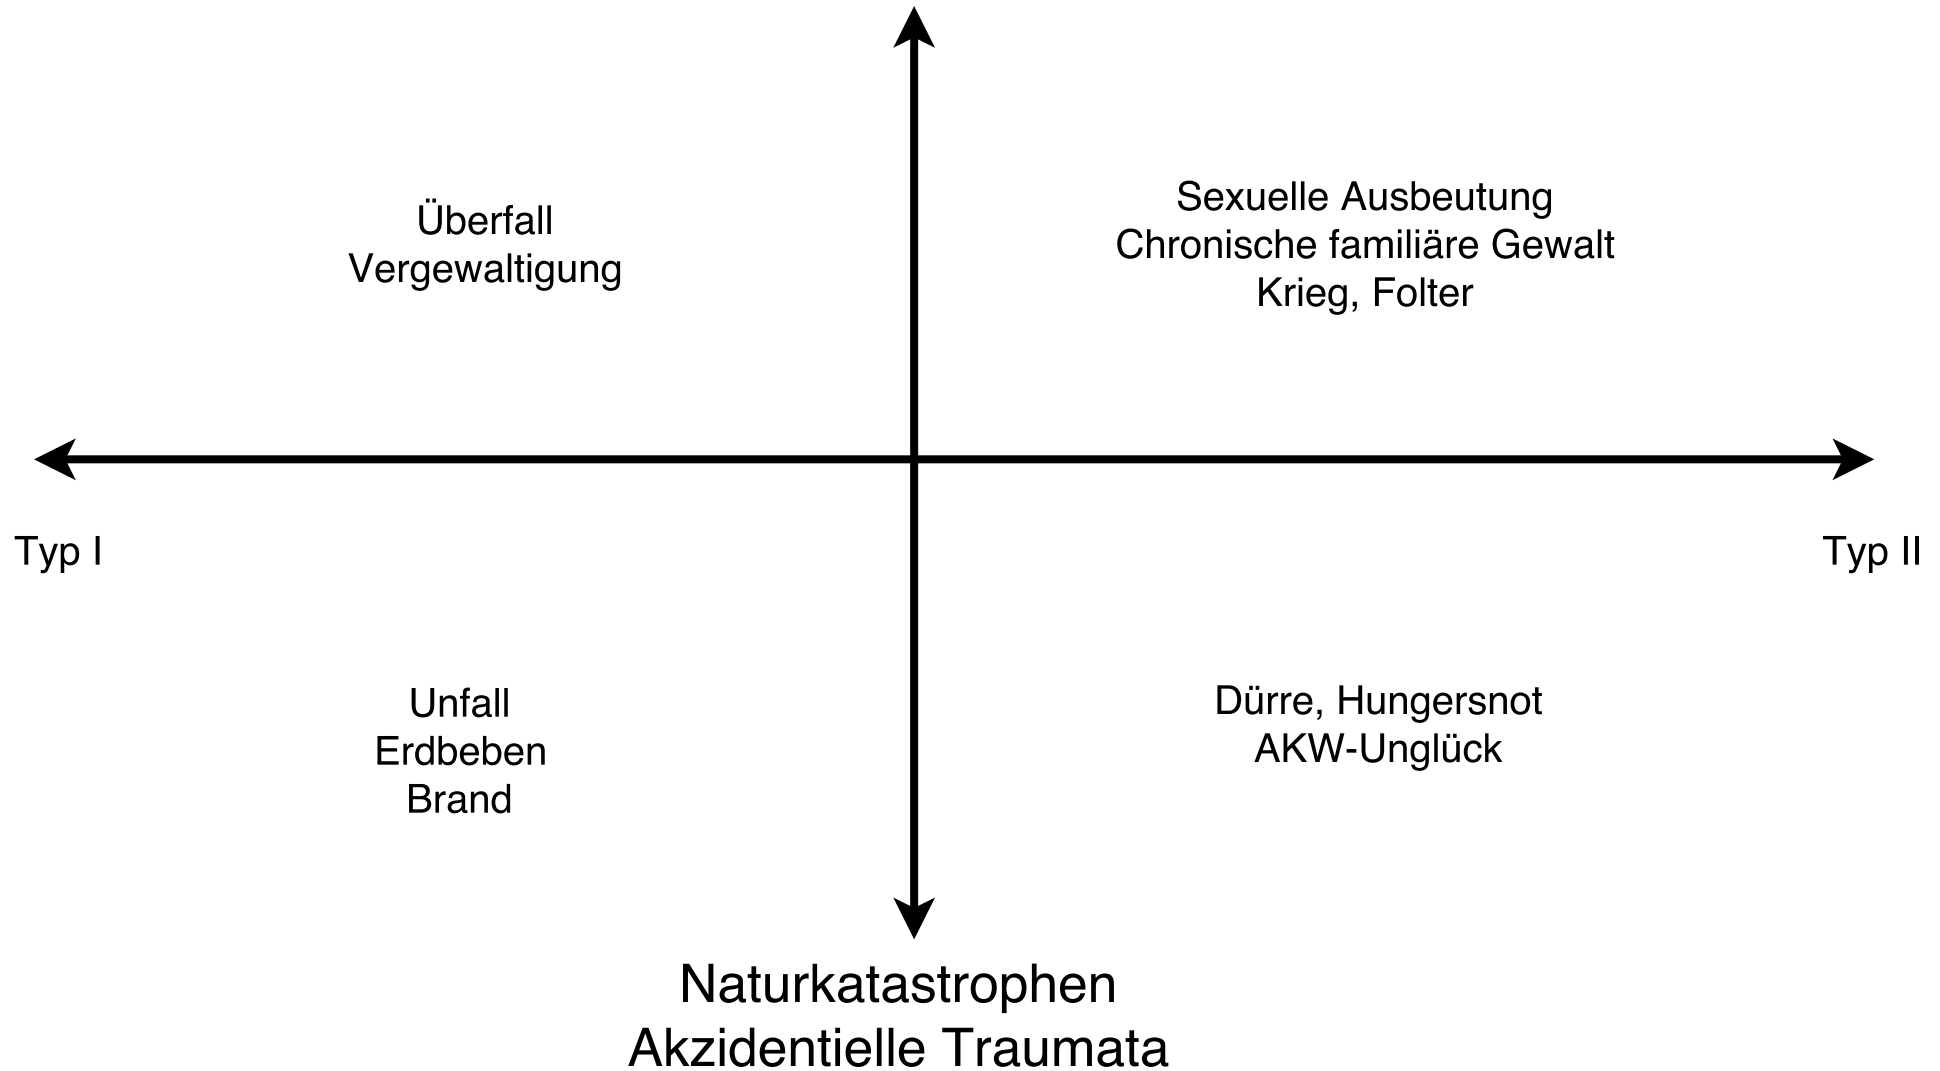 Überfall
Vergewaltigung
Sexuelle Ausbeutung
Chronische familiäre Gewalt
Krieg, Folter
Typ I
Typ II
Unfall
Erdbeben
Brand
Dürre, Hungersnot
AKW-Unglück
Naturkatastrophen
Akzidentielle Traumata